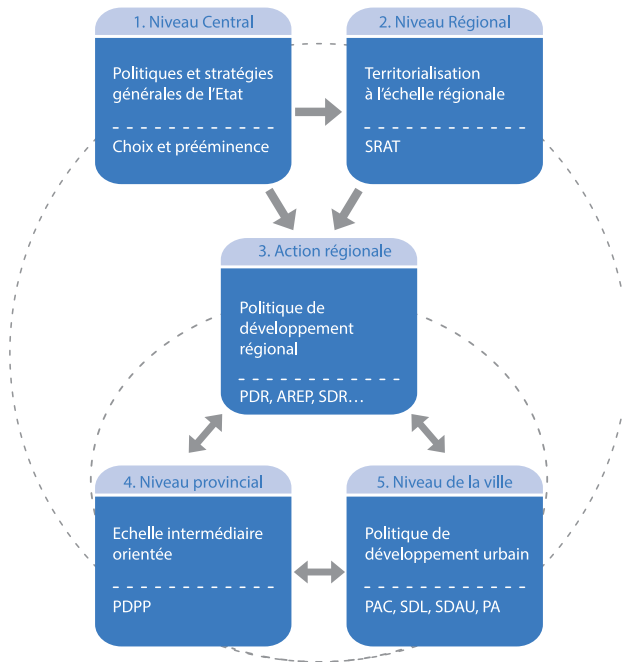 1. Niveau Central
Politiques et stratégies
générales de l’Etat
Choix et prééminence
2. Niveau Régional
Territorialisation
à l’échelle régionale
SRAT
3. Action régionale
Politique de
développement
régional
PDR, AREP, SDR…
4. Niveau provincial
Echelle intermédiaire
orientée
PDPP
5. Niveau de la ville
Politique de
développement urbain
PAC, SDL, SDAU, PA